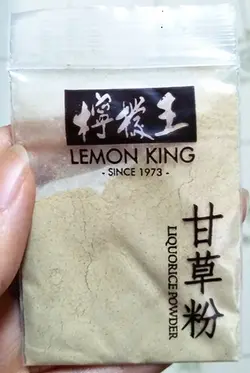 檸檬王
LEMON KING
- SINCE 1973 -
甘草粉
LIQUORICE POWDER